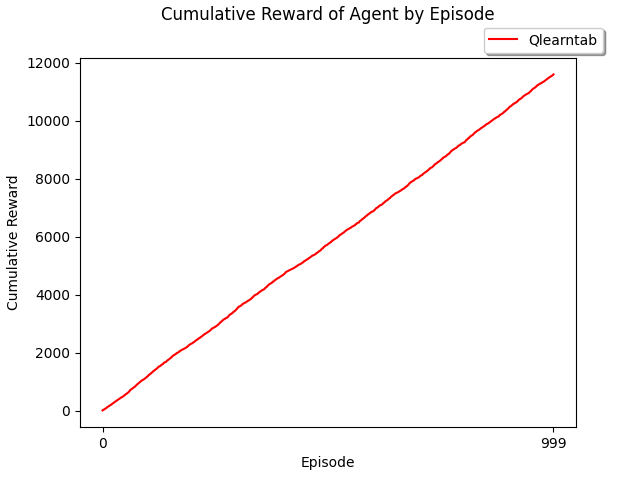 Cumulative Reward of Agent by Episode
Qlearntab
12000
10000
8000
6000
4000
2000
0
Cumulative Reward
0 999
Episode